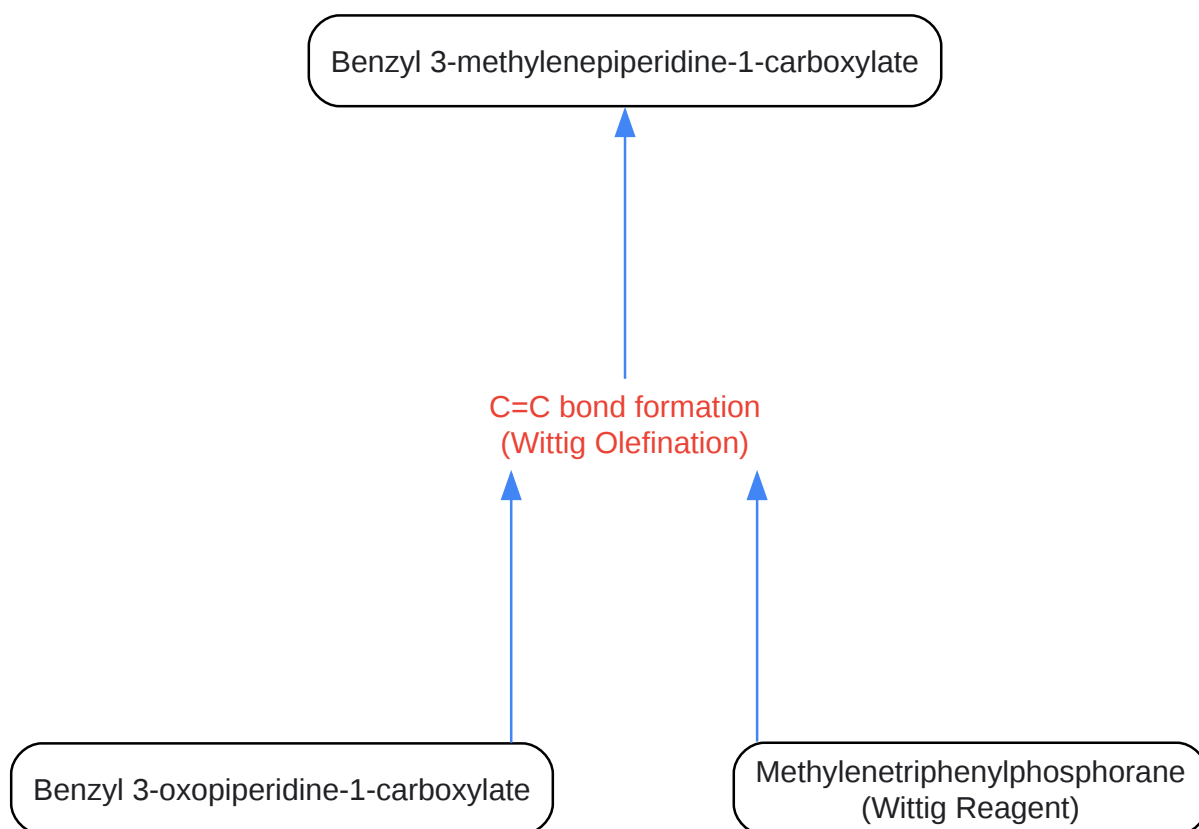 Benzyl 3-methylenepiperidine-1-carboxylate
C=C bond formation
(Wittig Olefination)
Benzyl 3-oxopiperidine-1-carboxylate
Methylenetriphenylphosphorane
(Wittig Reagent)